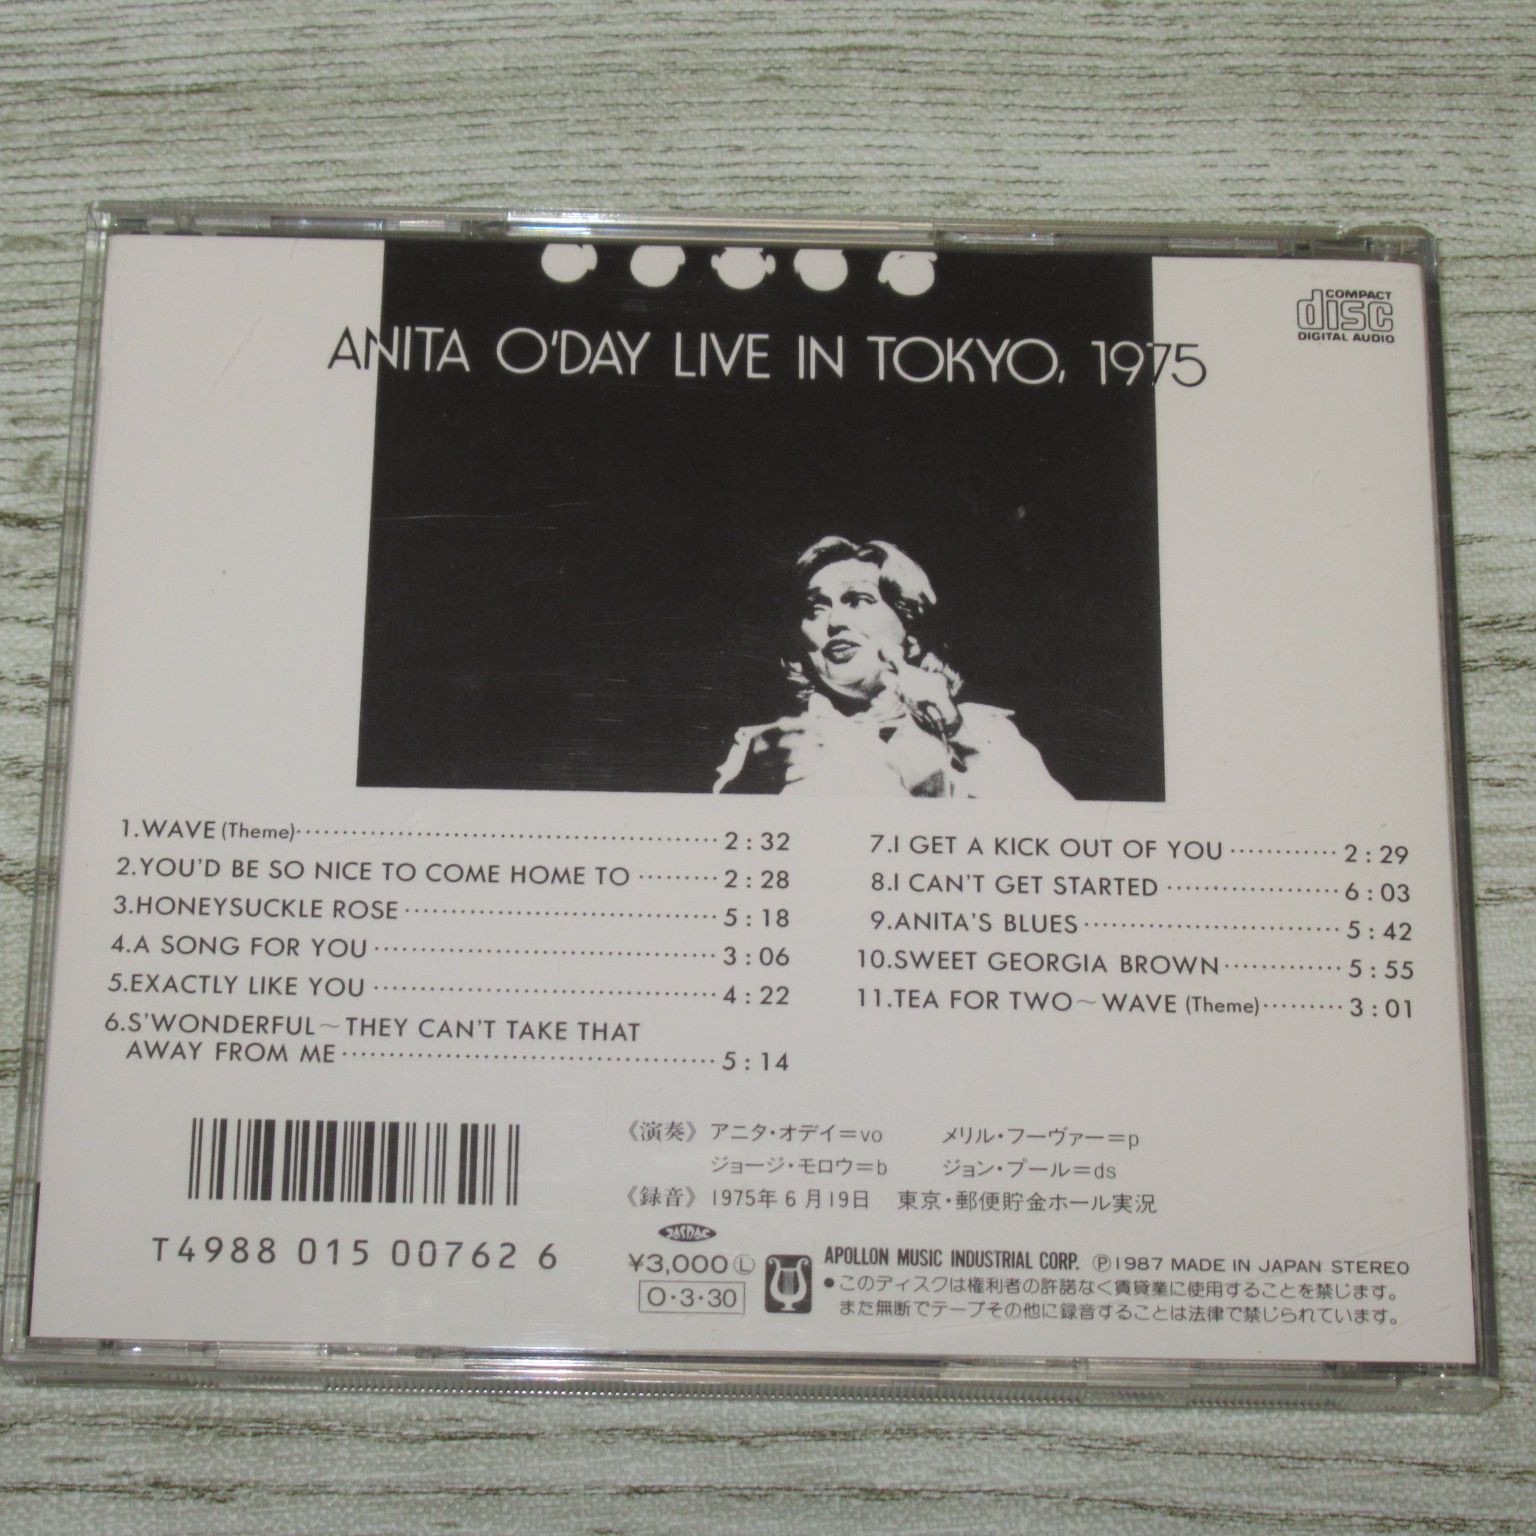 COMPACT
disc
DIGITAL AUDIO
ANITA O'DAY LIVE IN TOKYO, 1975
1.WAVE (Theme) 2:32
2.YOU'D BE SO NICE TO COME HOME TO 2:28
3.HONEYSUCKLE ROSE 5:18
4.A SONG FOR YOU 3:06
5.EXACTLY LIKE YOU 4:22
6.S'WONDERFUL~THEY CAN'T TAKE THAT
AWAY FROM ME 5:14
7.I GET A KICK OUT OF YOU 2:29
8.I CAN'T GET STARTED 6:03
9.ANITA'S BLUES 5:42
10.SWEET GEORGIA BROWN 5:55
11.TEA FOR TWO~WAVE (Theme) 3:01
《演奏》アニタ・オデイ=vo メリル・フーヴァー=p
ジョージ・モロウ=b ジョン・プール=ds
《録音》1975年6月19日 東京・郵便貯金ホール実況
T4988 015 00762 6
JASRAC
¥3,000 Ⓛ
O・3・30
APOLLON MUSIC INDUSTRIAL CORP. Ⓟ1987 MADE IN JAPAN STEREO
●このディスクは権利者の許諾なく賃貸業に使用することを禁じます。
また無断でテープその他に録音することは法律で禁じられています。